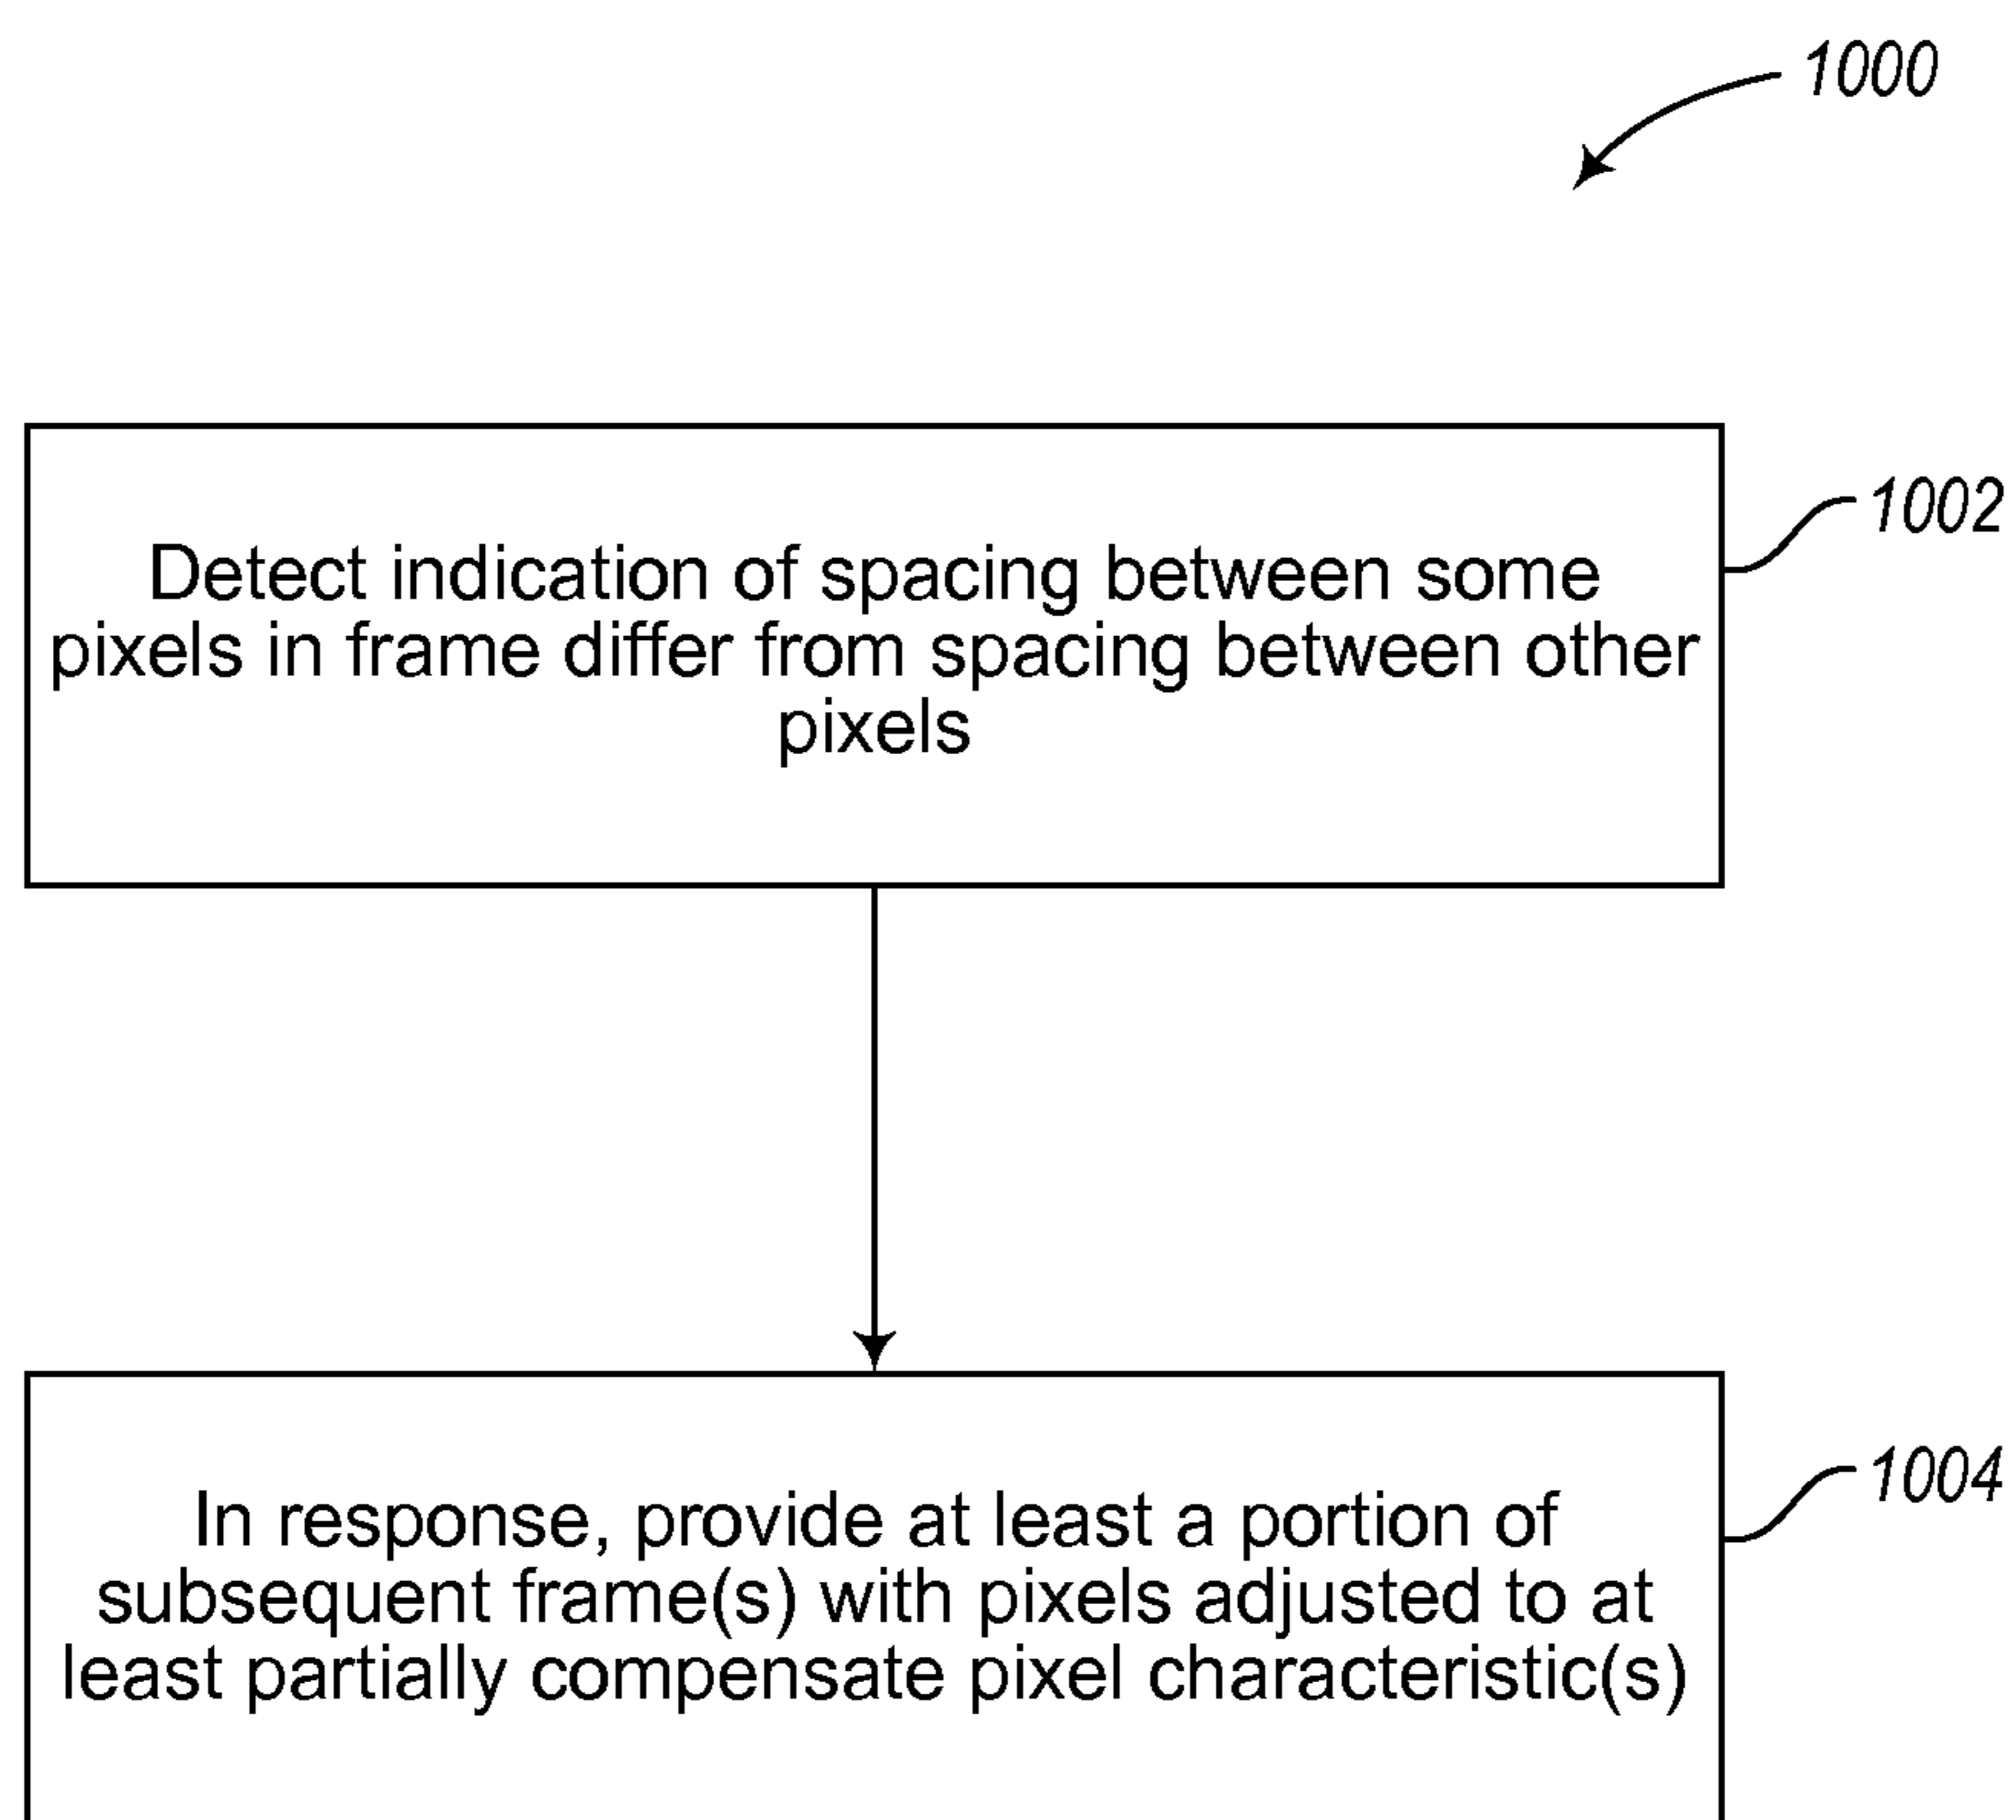 1000
Detect indication of spacing between some
pixels in frame differ from spacing between other
pixels
1002
In response, provide at least a portion of
subsequent frame(s) with pixels adjusted to at
least partially compensate pixel characteristic(s)
1004